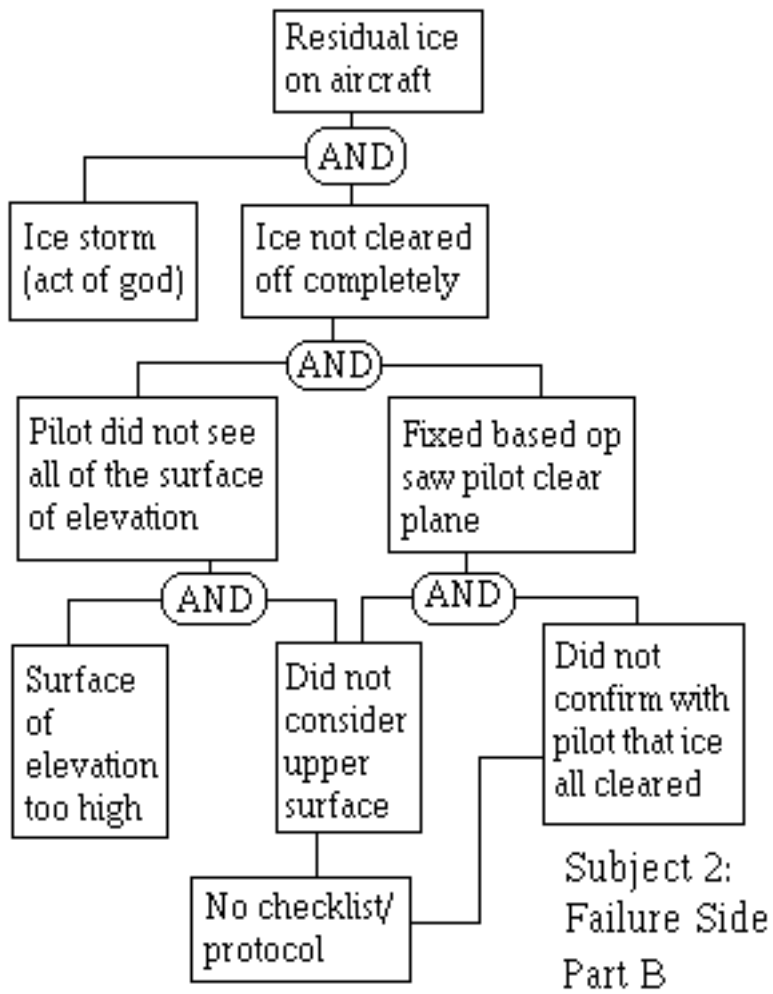 Residual ice
on aircraft
AND
Ice storm
(act of god)
Ice not cleared
off completely
AND
Pilot did not see
all of the surface
of elevation
Fixed based op
saw pilot clear
plane
AND
AND
Surface
of
elevation
too high
Did not
consider
upper
surface
Did not
confirm with
pilot that ice
all cleared
No checklist/
protocol
Subject 2:
Failure Side
Part B